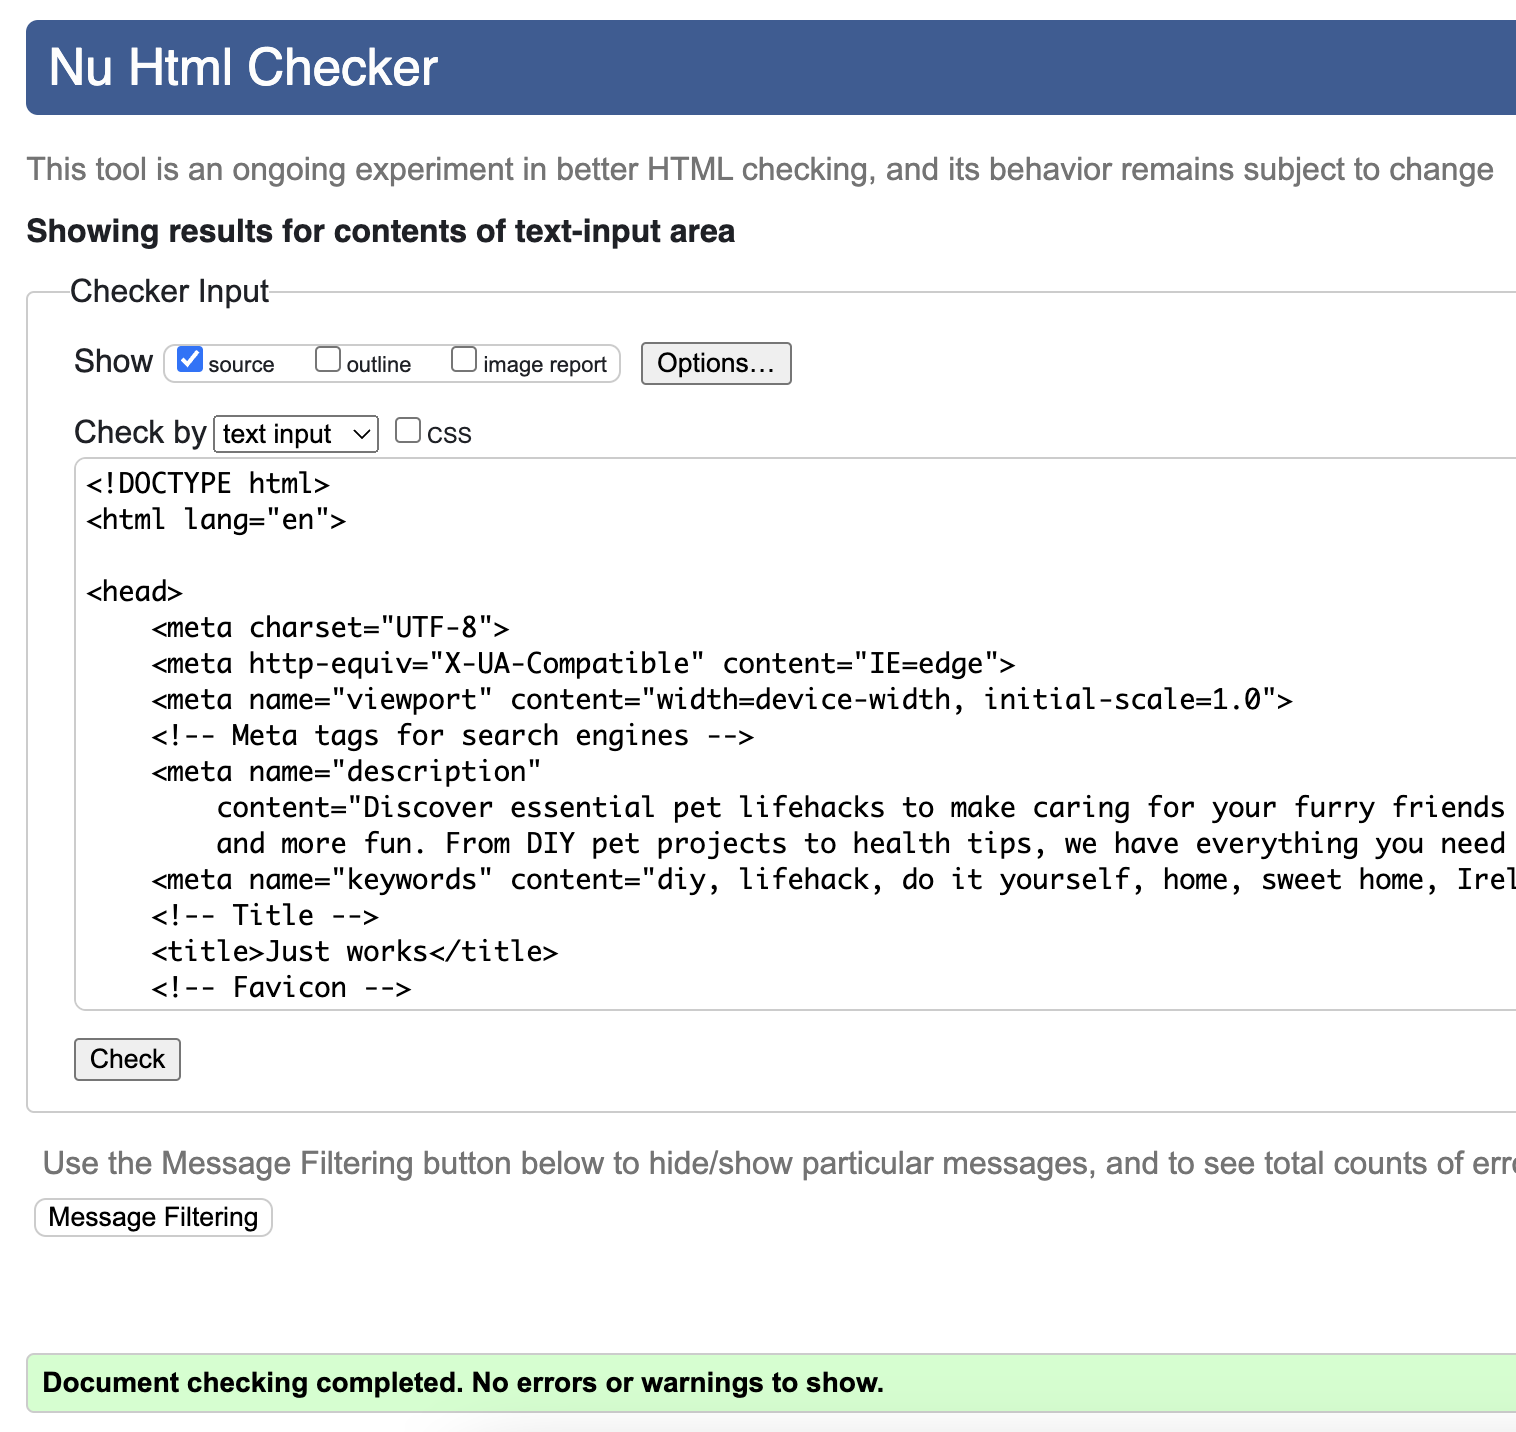 Nu Html Checker
This tool is an ongoing experiment in better HTML checking, and its behavior remains subject to change
Showing results for contents of text-input area
Checker Input
Show source outline image report Options...
Check by text input CSS
<!DOCTYPE html>
<html lang="en">
<head>
<meta charset="UTF-8">
<meta http-equiv="X-UA-Compatible" content="IE=edge">
<meta name="viewport" content="width=device-width, initial-scale=1.0">
<!-- Meta tags for search engines -->
<meta name="description"
content="Discover essential pet lifehacks to make caring for your furry friends
and more fun. From DIY pet projects to health tips, we have everything you need
<meta name="keywords" content="diy, lifehack, do it yourself, home, sweet home,
<!-- Title -->
<title>Just works</title>
<!-- Favicon -->
Check
Use the Message Filtering button below to hide/show particular messages, and to see total counts of
Message Filtering
Document checking completed. No errors or warnings to show.